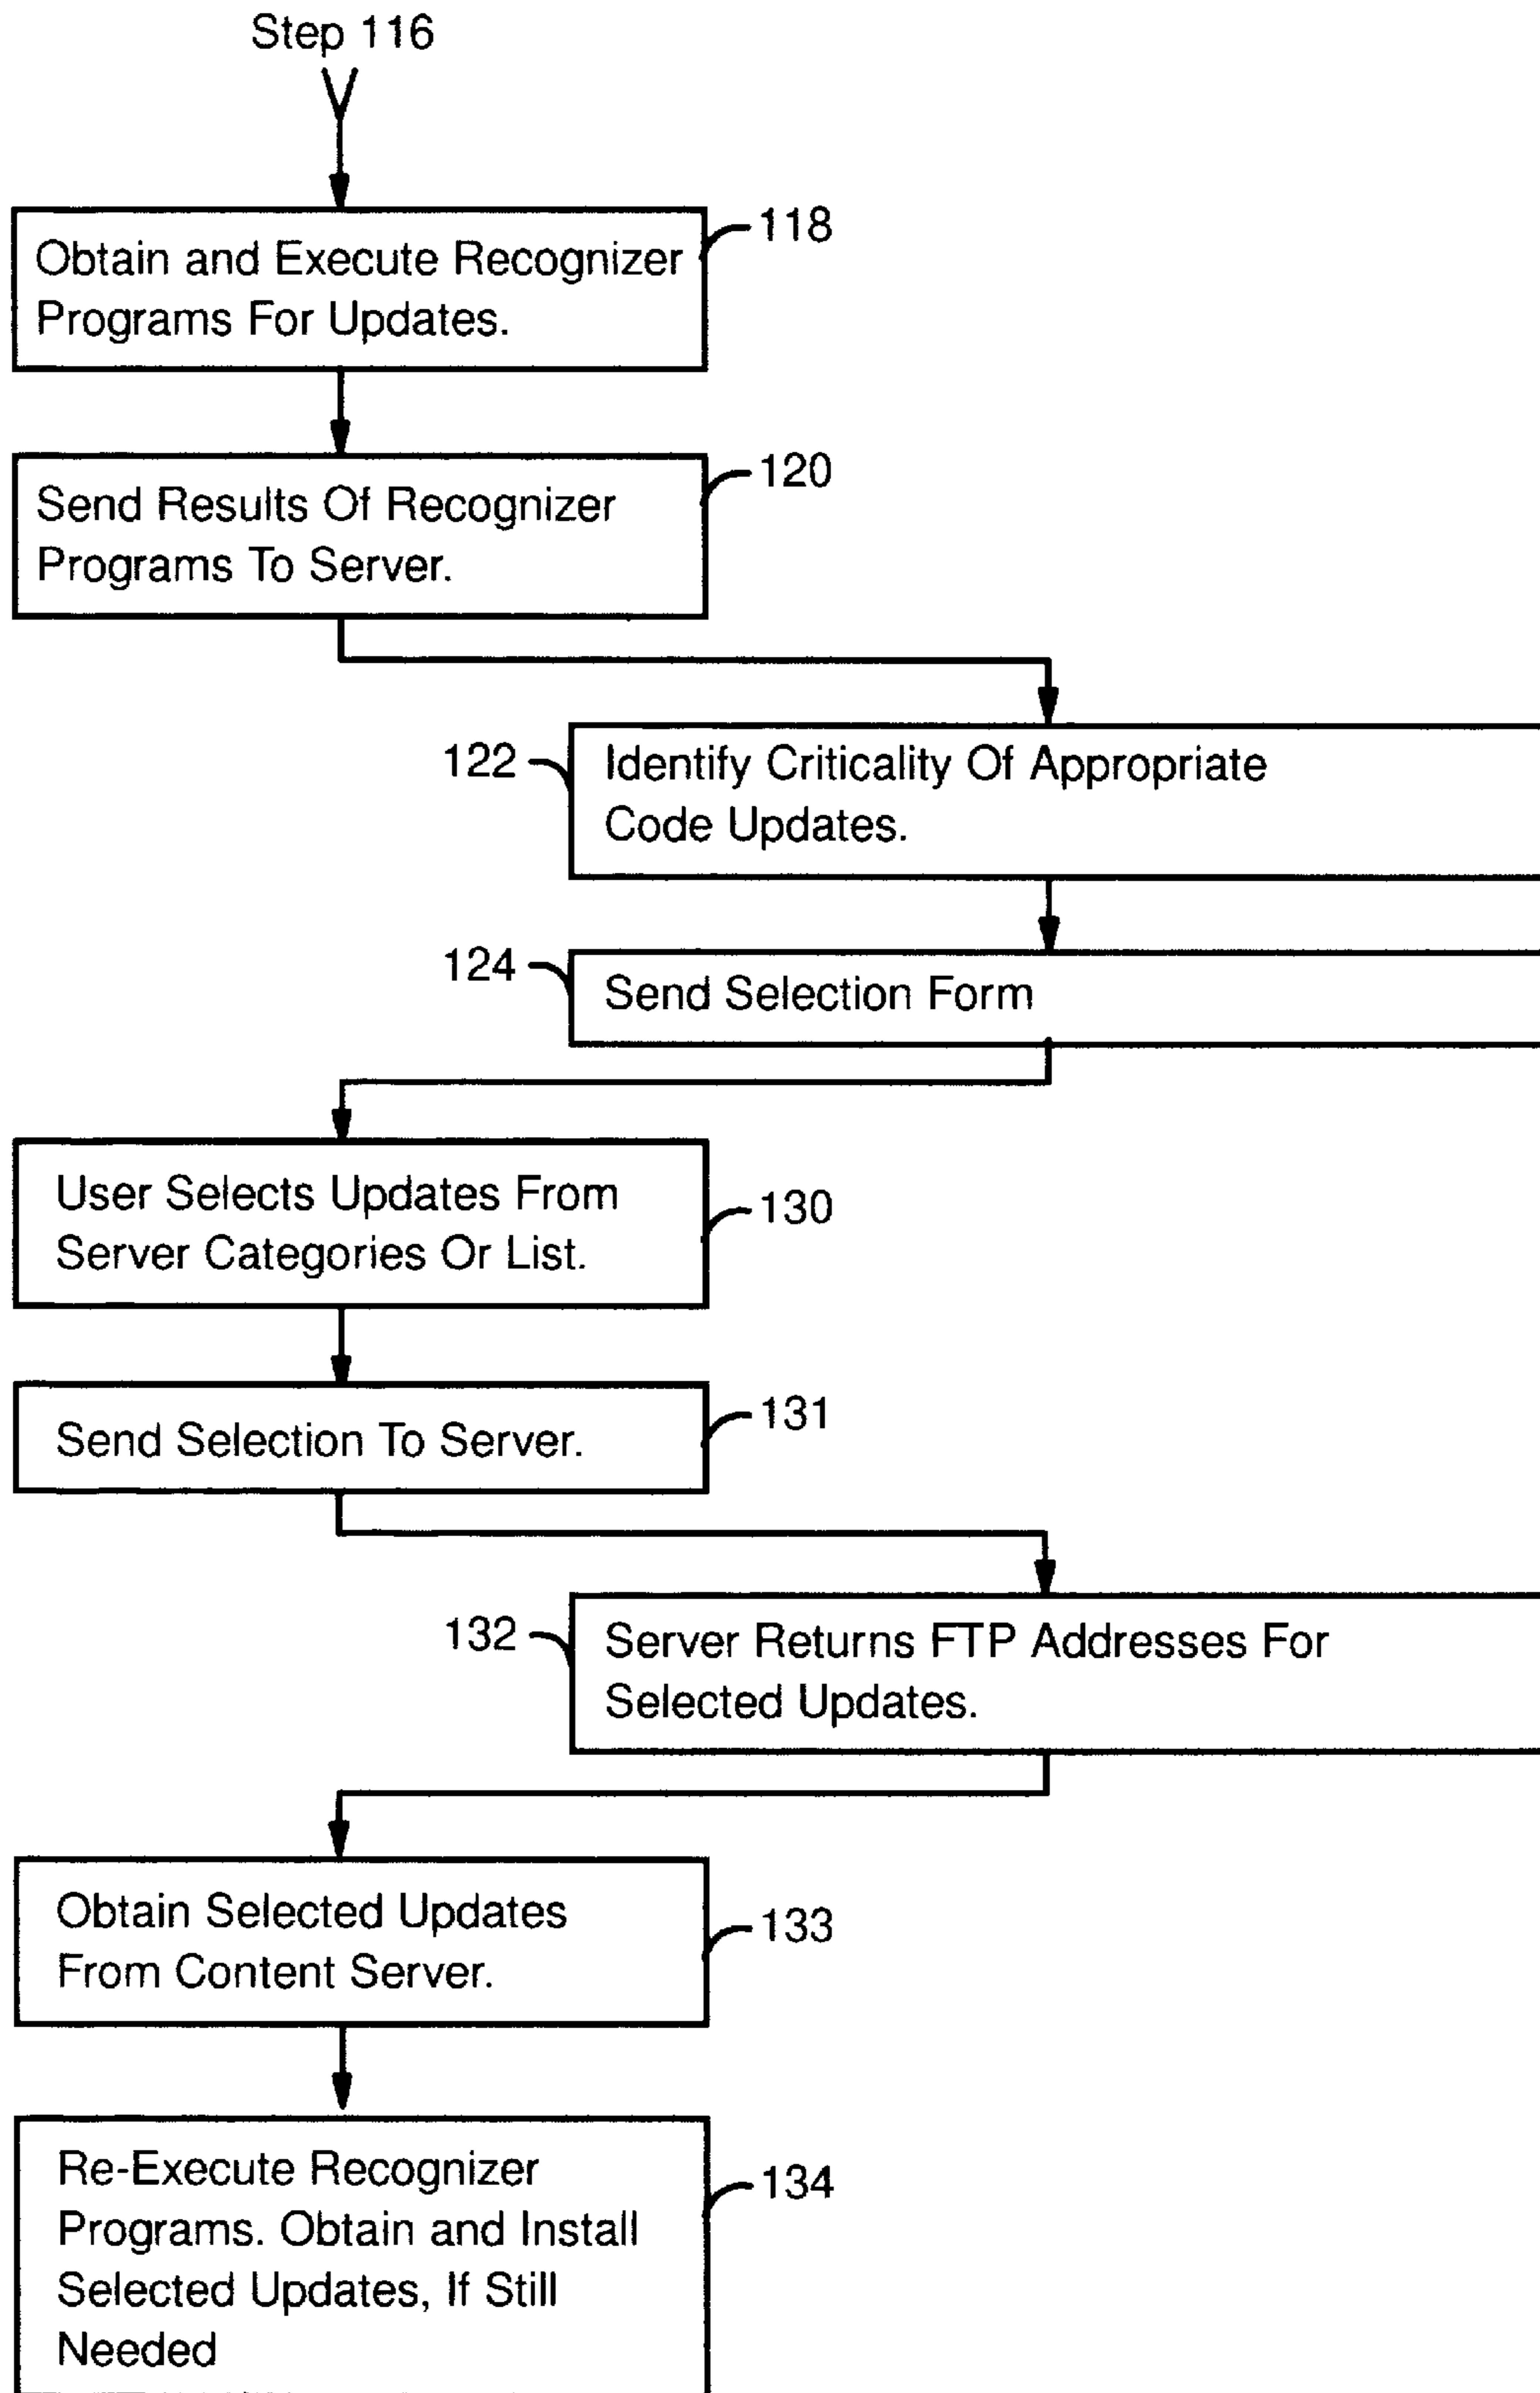 Step 116
Obtain and Execute Recognizer
Programs For Updates.
118
Send Results Of Recognizer
Programs To Server.
120
122
Identify Criticality Of Appropriate
Code Updates.
124
Send Selection Form
User Selects Updates From
Server Categories Or List.
130
Send Selection To Server.
131
132
Server Returns FTP Addresses For
Selected Updates.
Obtain Selected Updates
From Content Server.
133
Re-Execute Recognizer
Programs. Obtain and Install
Selected Updates, If Still
Needed
134